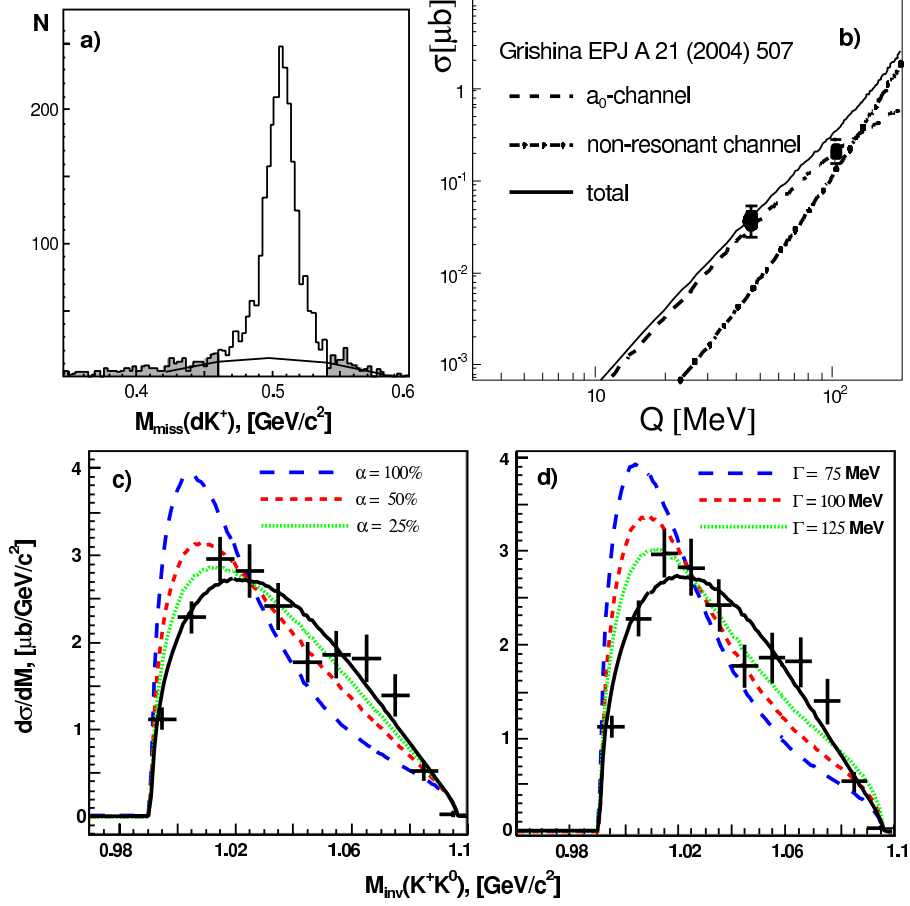 N
a)
200
100
0.4
0.5
0.6
M_miss(dK⁺), [GeV/c²]
σ[μb]
b)
Grishina EPJ A 21 (2004) 507
a₀-channel
non-resonant channel
total
1
10⁻¹
10⁻²
10⁻³
10
10²
Q [MeV]
c)
α = 100%
α = 50%
α = 25%
4
3
2
1
0
0.98
1.02
1.06
1.1
dσ/dM, [μb/GeV/c²]
d)
Γ = 75 MeV
Γ = 100 MeV
Γ = 125 MeV
4
3
2
1
0
0.98
1.02
1.06
1.1
M_inv(K⁺K⁰), [GeV/c²]